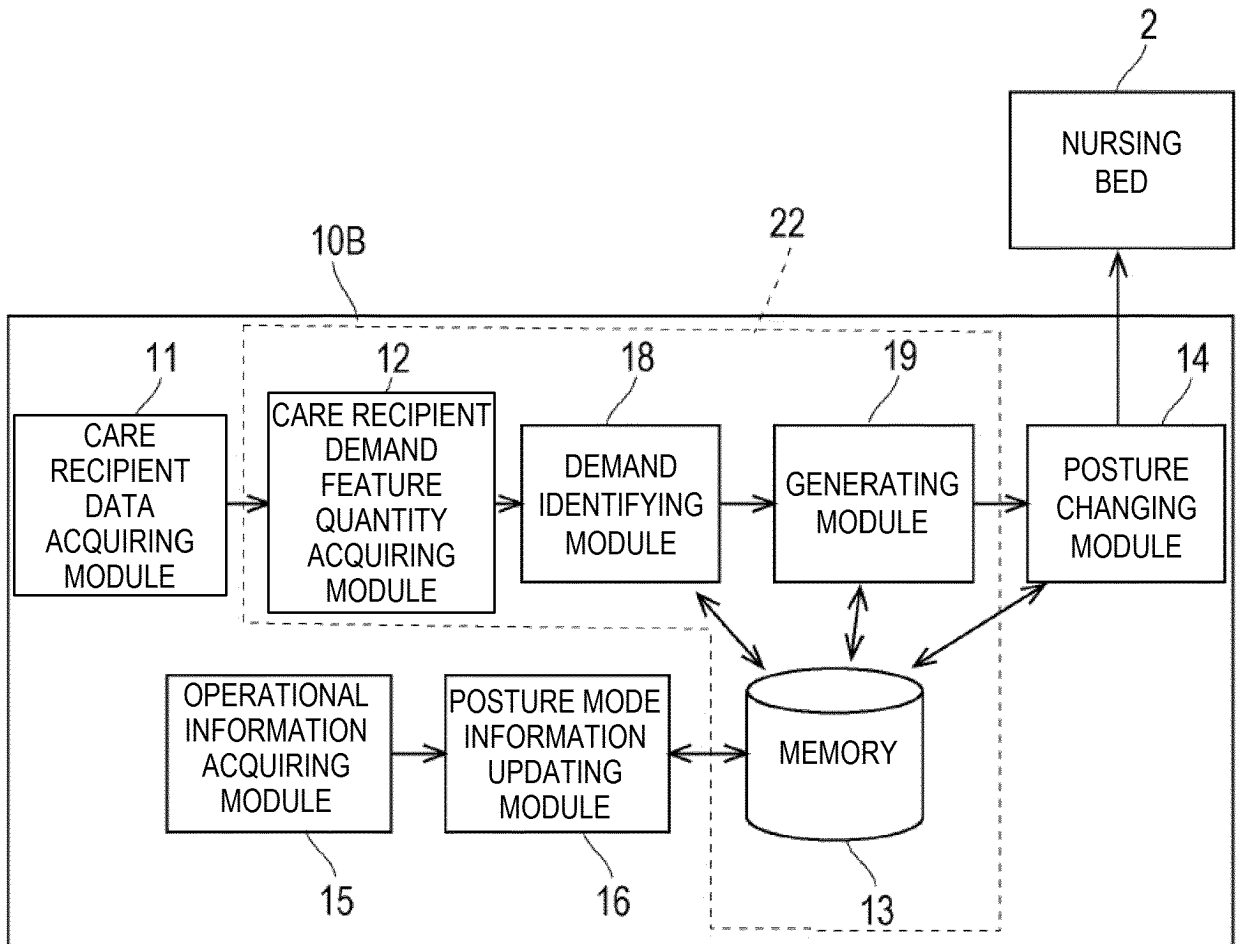 2
NURSING
BED
10B
22
11
12
18
19
14
CARE
RECIPIENT
DATA
ACQUIRING
MODULE
CARE RECIPIENT
DEMAND
FEATURE
QUANTITY
ACQUIRING
MODULE
DEMAND
IDENTIFYING
MODULE
GENERATING
MODULE
POSTURE
CHANGING
MODULE
OPERATIONAL
INFORMATION
ACQUIRING
MODULE
POSTURE MODE
INFORMATION
UPDATING
MODULE
MEMORY
15
16
13